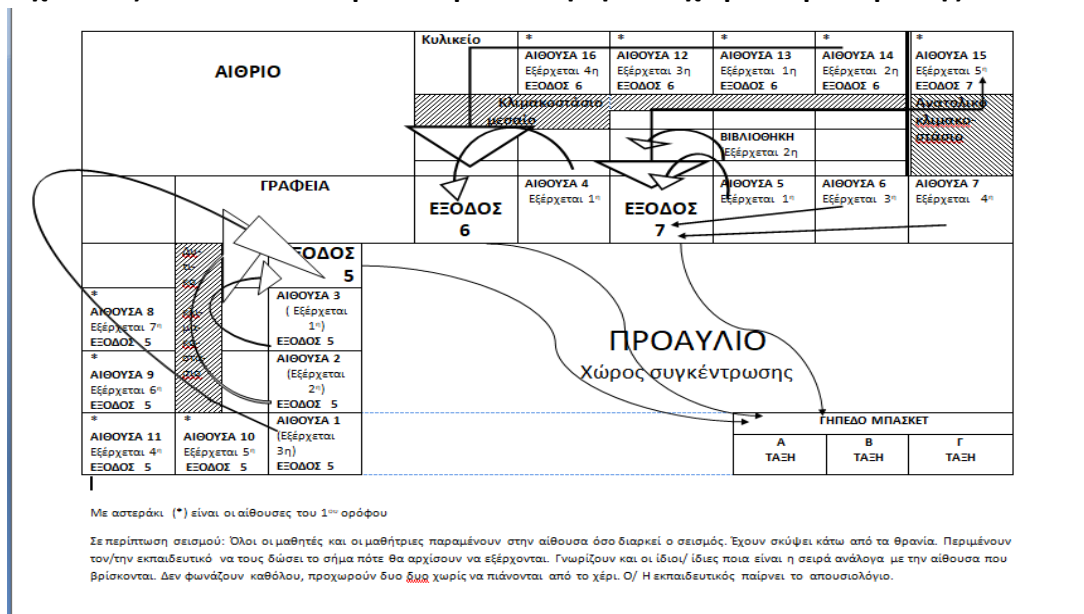 Κυλικείο
*
ΑΙΘΟΥΣΑ 16
Εξέρχεται 4η
ΕΞΟΔΟΣ 6
*
ΑΙΘΟΥΣΑ 12
Εξέρχεται 3η
ΕΞΟΔΟΣ 6
*
ΑΙΘΟΥΣΑ 13
Εξέρχεται 1η
ΕΞΟΔΟΣ 6
*
ΑΙΘΟΥΣΑ 14
Εξέρχεται 2η
ΕΞΟΔΟΣ 6
*
ΑΙΘΟΥΣΑ 15
Εξέρχεται 5η
ΕΞΟΔΟΣ 7
ΑΙΘΡΙΟ
Κλιμακοστάσιο
μεσαίο
Ανατολικό
κλιμακο-
στάσιο
ΒΙΒΛΙΟΘΗΚΗ
Εξέρχεται 2η
ΓΡΑΦΕΙΑ
ΕΞΟΔΟΣ
6
ΑΙΘΟΥΣΑ 4
Εξέρχεται 1η
ΕΞΟΔΟΣ
7
ΑΙΘΟΥΣΑ 5
Εξέρχεται 1η
ΑΙΘΟΥΣΑ 6
Εξέρχεται 3η
ΑΙΘΟΥΣΑ 7
Εξέρχεται 4η
ΕΞΟΔΟΣ
5
*
ΑΙΘΟΥΣΑ 8
Εξέρχεται 7η
ΕΞΟΔΟΣ 5
ΑΙΘΟΥΣΑ 3
( Εξέρχεται
1η)
ΕΞΟΔΟΣ 5
*
ΑΙΘΟΥΣΑ 9
Εξέρχεται 6η
ΕΞΟΔΟΣ 5
ΑΙΘΟΥΣΑ 2
(Εξέρχεται
2η)
ΕΞΟΔΟΣ 5
*
ΑΙΘΟΥΣΑ 11
Εξέρχεται 4η
ΕΞΟΔΟΣ 5
*
ΑΙΘΟΥΣΑ 10
Εξέρχεται 5η
ΕΞΟΔΟΣ 5
ΑΙΘΟΥΣΑ 1
(Εξέρχεται
3η)
ΕΞΟΔΟΣ 5
ΠΡΟΑΥΛΙΟ
Χώρος συγκέντρωσης
ΓΗΠΕΔΟ ΜΠΑΣΚΕΤ
Α
ΤΑΞΗ
Β
ΤΑΞΗ
Γ
ΤΑΞΗ
Με αστεράκι (*) είναι οι αίθουσες του 1ου ορόφου
Σε περίπτωση σεισμού: Όλοι οι μαθητές και οι μαθήτριες παραμένουν στην αίθουσα όσο διαρκεί ο σεισμός. Έχουν σκύψει κάτω από τα θρανία. Περιμένουν
τον/την εκπαιδευτικό να τους δώσει το σήμα πότε θα αρχίσουν να εξέρχονται. Γνωρίζουν και οι ίδιοι/ ίδιες ποια είναι η σειρά ανάλογα με την αίθουσα που
βρίσκονται. Δεν φωνάζουν καθόλου, προχωρούν δυο δυο χωρίς να πιάνονται από το χέρι. Ο/ Η εκπαιδευτικός παίρνει το απουσιολόγιο.